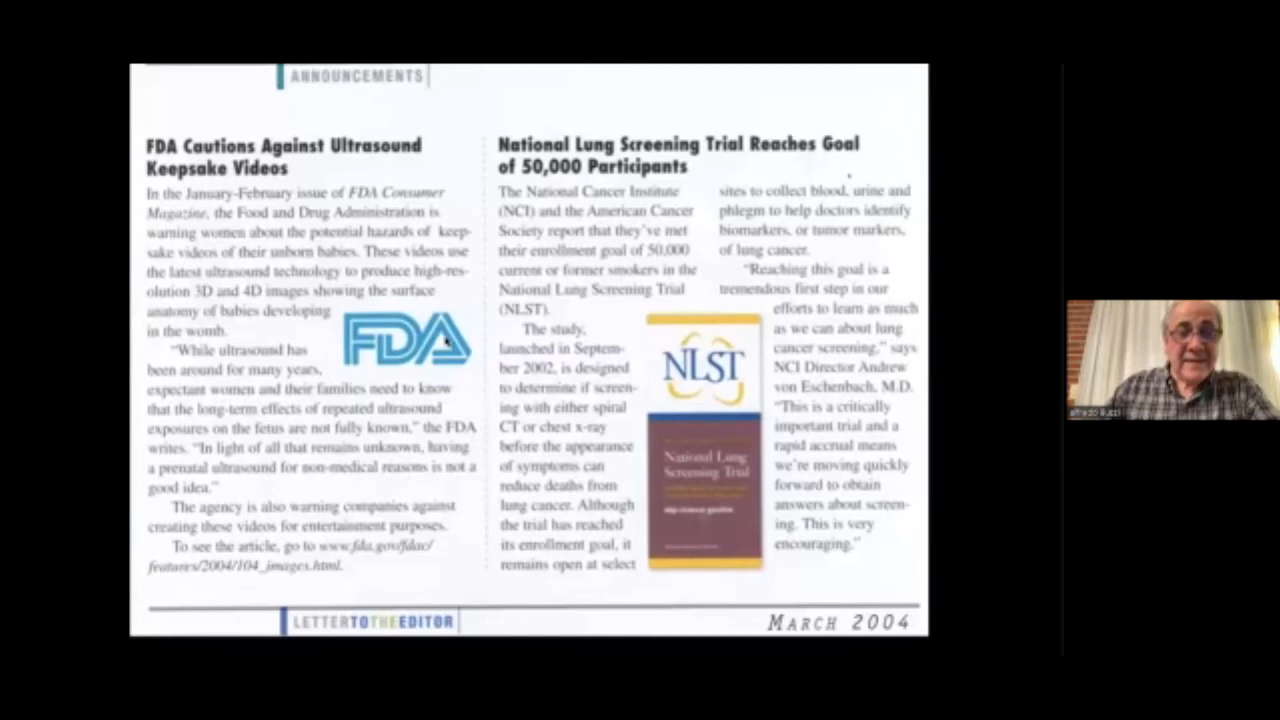 ANNOUNCEMENTS
FDA Cautions Against Ultrasound
Keepsake Videos
In the January-February issue of FDA Consumer
Magazine, the Food and Drug Administration is
warning women about the potential hazards of keep-
sake videos of their unborn babies. These videos use
the latest ultrasound technology to produce high-res-
olution 3D and 4D images showing the surface
anatomy of babies developing
in the womb.
FDA
“While ultrasound has
been around for many years,
expectant women and their families need to know
that the long-term effects of repeated ultrasound
exposures on the fetus are not fully known,” the FDA
writes. “In light of all that remains unknown, having
a prenatal ultrasound for non-medical reasons is not a
good idea.”
The agency is also warning companies against
creating these videos for entertainment purposes.
To see the article, go to www.fda.gov/fdac/
features/2004/104_images.html.
National Lung Screening Trial Reaches Goal
of 50,000 Participants
The National Cancer Institute
(NCI) and the American Cancer
Society report that they’ve met
their enrollment goal of 50,000
current or former smokers in the
National Lung Screening Trial
(NLST).
The study,
launched in Septem-
ber 2002, is designed
to determine if screen-
ing with either spiral
CT or chest x-ray
before the appearance
of symptoms can
reduce deaths from
lung cancer. Although
the trial has reached
its enrollment goal, it
remains open at select
NLST
National Lung
Screening Trial
sites to collect blood, urine and
phlegm to help doctors identify
biomarkers, or tumor markers,
of lung cancer.
“Reaching this goal is a
tremendous first step in our
efforts to learn as much
as we can about lung
cancer screening,” says
NCI Director Andrew
von Eschenbach, M.D.
“This is a critically
important trial and a
rapid accrual means
we’re moving quickly
forward to obtain
answers about screen-
ing. This is very
encouraging.”
LETTERTOTHEEDITOR
MARCH 2004
alfredo Buzzi